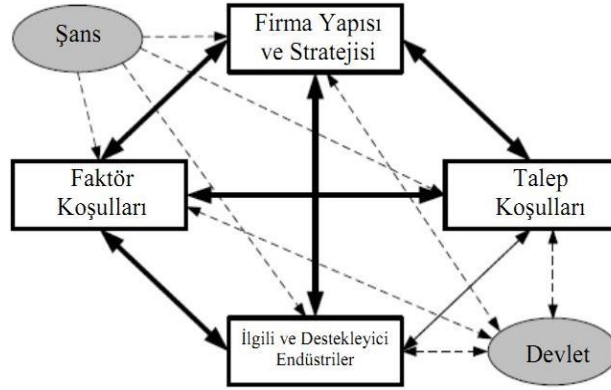 Şans
Firma Yapısı
ve Stratejisi
Faktör
Koşulları
Talep
Koşulları
İlgili ve Destekleyici
Endüstriler
Devlet